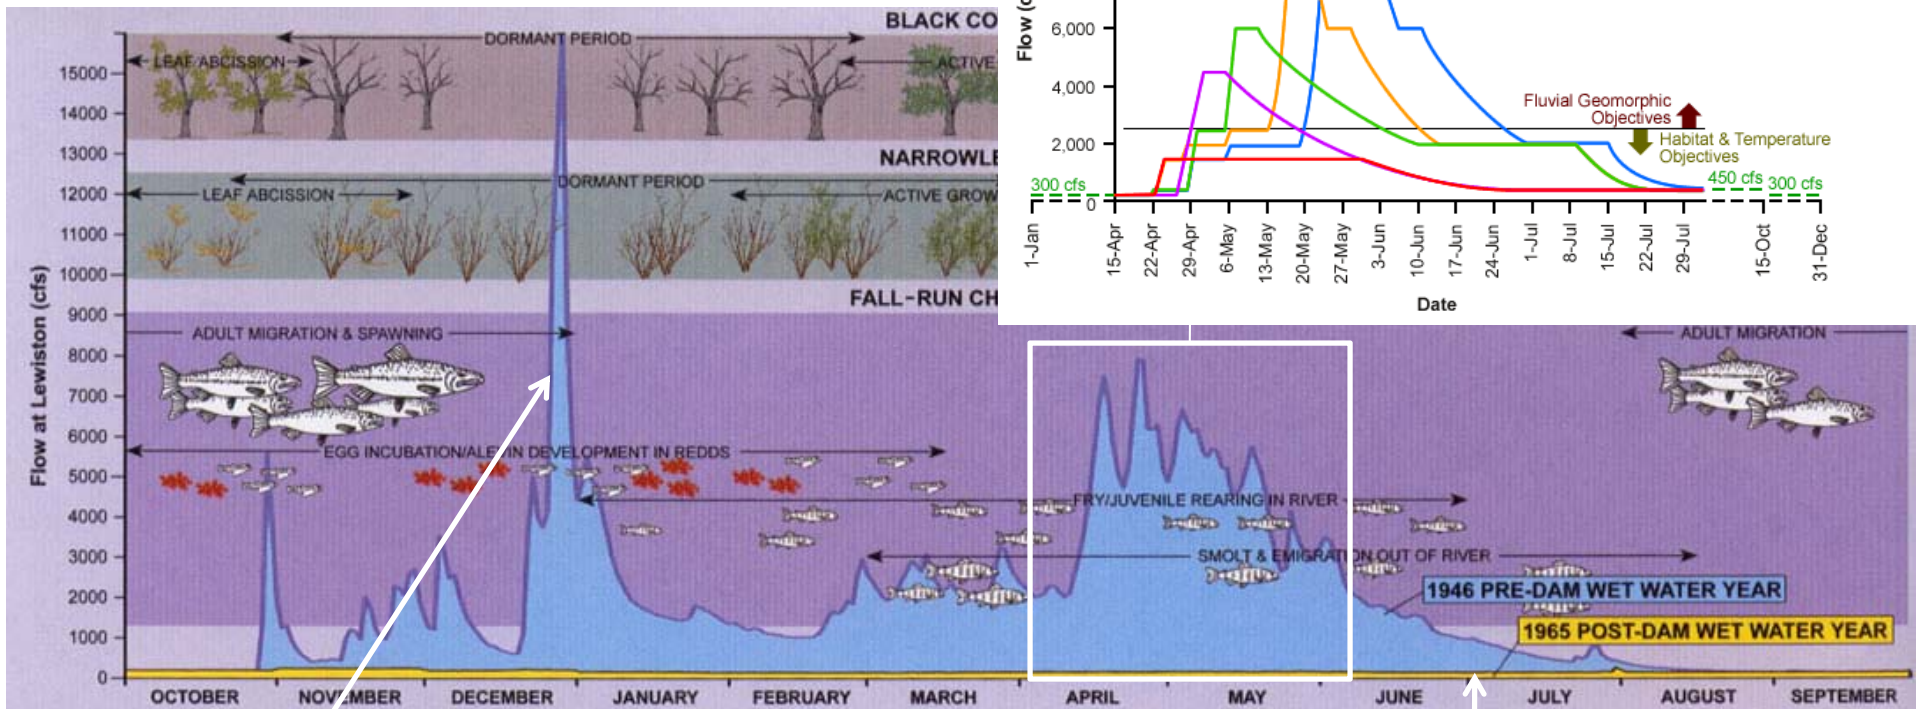 BLACK CO
DORMANT PERIOD
LEAF ABCISSION
ACTIVE
NARROWLE
DORMANT PERIOD
LEAF ABCISSION
ACTIVE GROW
FALL-RUN CH
ADULT MIGRATION & SPAWNING
ADULT MIGRATION
EGG INCUBATION/ALEVIN DEVELOPMENT IN REDDS
FRY/JUVENILE REARING IN RIVER
SMOLT & EMIGRATION OUT OF RIVER
1946 PRE-DAM WET WATER YEAR
1965 POST-DAM WET WATER YEAR
Flow at Lewiston (cfs)
15000
14000
13000
12000
11000
10000
9000
8000
7000
6000
5000
4000
3000
2000
1000
0
OCTOBER NOVEMBER DECEMBER JANUARY FEBRUARY MARCH APRIL MAY JUNE JULY AUGUST SEPTEMBER
Flow (c
6,000
4,000
2,000
0
Fluvial Geomorphic
Objectives
Habitat & Temperature
Objectives
300 cfs
450 cfs
300 cfs
1-Jan 15-Apr 22-Apr 29-Apr 6-May 13-May 20-May 27-May 3-Jun 10-Jun 17-Jun 24-Jun 1-Jul 8-Jul 15-Jul 22-Jul 29-Jul 15-Oct 31-Dec
Date